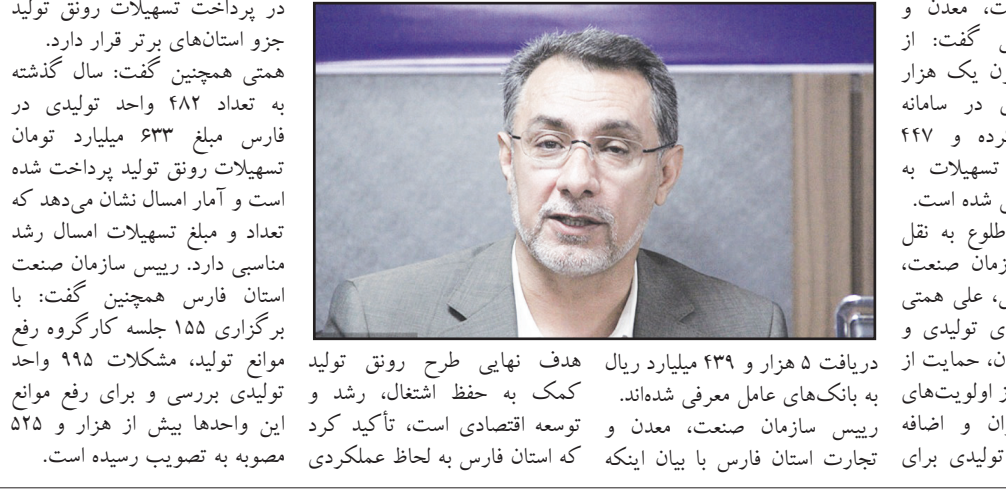 ت، معدن و
گفت: از
ن یک هزار
در سامانه
رده و ۴۴۷
تسهیلات به
شده است.
طلوع به نقل
زمان صنعت،
علی همتی
ی تولیدی و
ن، حمایت از
ز اولویت‌های
ان و اضافه
تولیدی برای
دریافت ۵ هزار و ۴۳۹ میلیارد ریال
به بانک‌های عامل معرفی شده‌اند.
رییس سازمان صنعت، معدن و
تجارت استان فارس با بیان اینکه
هدف نهایی طرح رونق تولید
کمک به حفظ اشتغال، رشد و
توسعه اقتصادی است، تأکید کرد
که استان فارس به لحاظ عملکردی
در پرداخت تسهیلات رونق تولید
جزو استان‌های برتر قرار دارد.
همتی همچنین گفت: سال گذشته
به تعداد ۴۸۲ واحد تولیدی در
فارس مبلغ ۶۳۳ میلیارد تومان
تسهیلات رونق تولید پرداخت شده
است و آمار امسال نشان می‌دهد که
تعداد و مبلغ تسهیلات امسال رشد
مناسبی دارد. رییس سازمان صنعت
استان فارس همچنین گفت: با
برگزاری ۱۵۵ جلسه کارگروه رفع
موانع تولید، مشکلات ۹۹۵ واحد
تولیدی بررسی و برای رفع موانع
این واحدها بیش از هزار و ۵۲۵
مصوبه به تصویب رسیده است.